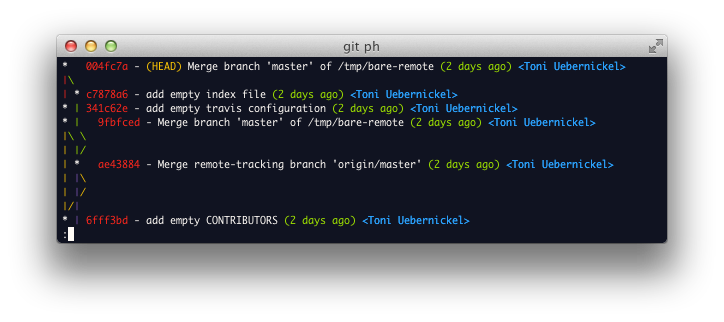 git ph
*   004fc7a - (HEAD) Merge branch 'master' of /tmp/bare-remote (2 days ago) <Toni Uebernickel>
|\
| * c7878a6 - add empty index file (2 days ago) <Toni Uebernickel>
* | 341c62e - add empty travis configuration (2 days ago) <Toni Uebernickel>
* |   9fbfced - Merge branch 'master' of /tmp/bare-remote (2 days ago) <Toni Uebernickel>
|\ \
| |/
| *   ae43884 - Merge remote-tracking branch 'origin/master' (2 days ago) <Toni Uebernickel>
| |\
| |/
|/|
* | 6fff3bd - add empty CONTRIBUTORS (2 days ago) <Toni Uebernickel>
: